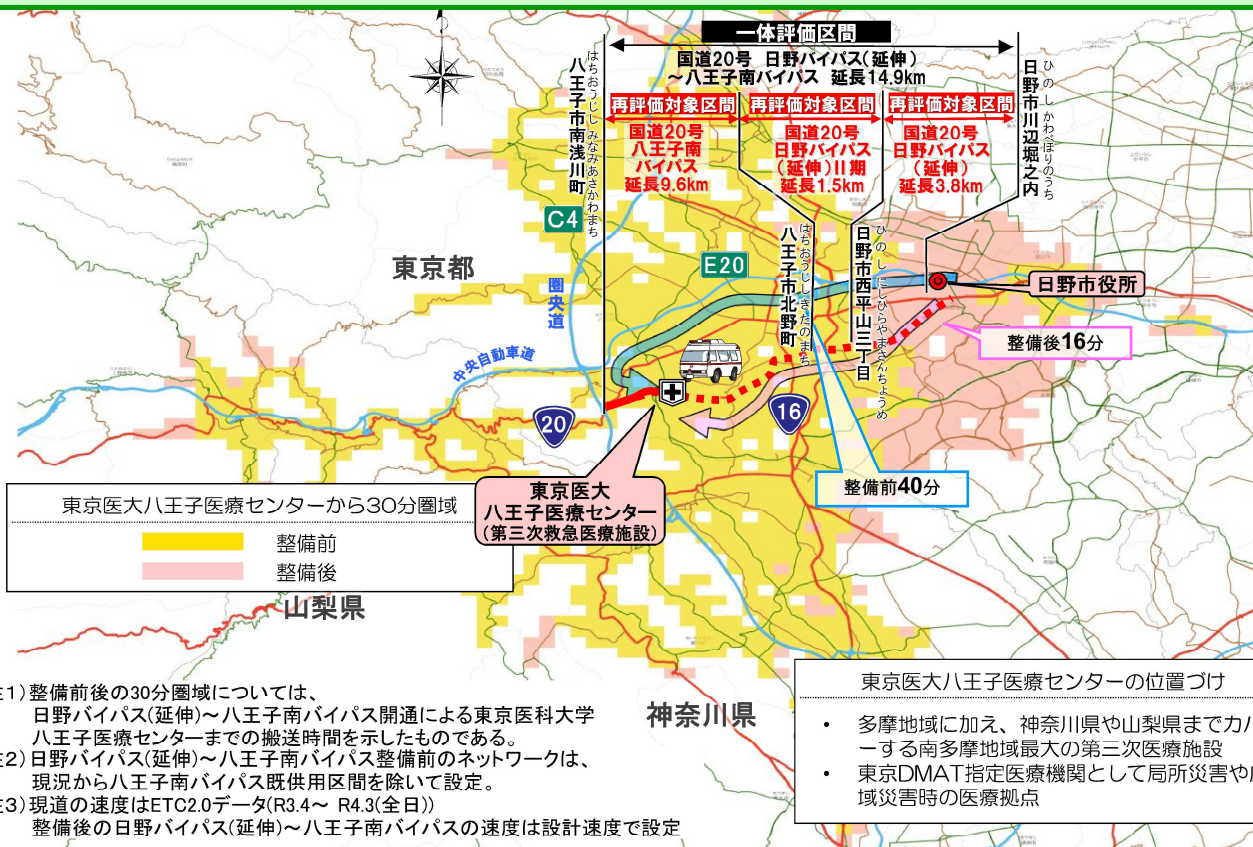 一体評価区間
国道20号 日野バイパス(延伸)
～八王子南バイパス 延長14.9km
はちおうじし みなみあさかわまち
八王子市南浅川町
ひのし かわべほりのうち
日野市川辺堀之内
再評価対象区間
国道20号
八王子南
バイパス
延長9.6km
再評価対象区間
国道20号
日野バイパス
(延伸)Ⅱ期
延長1.5km
再評価対象区間
国道20号
日野バイパス
(延伸)
延長3.8km
C4
E20
東京都
圏央道
中央自動車道
はちおうじしきたのまち
八王子市北野町
ひのし にしひらやまさんちょうめ
日野市西平山三丁目
日野市役所
整備後16分
20
16
整備前40分
東京医大
八王子医療センター
(第三次救急医療施設)
東京医大八王子医療センターから30分圏域
整備前
整備後
山梨県
神奈川県
注1)整備前後の30分圏域については、
日野バイパス(延伸)～八王子南バイパス開通による東京医科大学
八王子医療センターまでの搬送時間を示したものである。
注2)日野バイパス(延伸)～八王子南バイパス整備前のネットワークは、
現況から八王子南バイパス既供用区間を除いて設定。
注3)現道の速度はETC2.0データ(R3.4～ R4.3(全日))
整備後の日野バイパス(延伸)～八王子南バイパスの速度は設計速度で設定
東京医大八王子医療センターの位置づけ
• 多摩地域に加え、神奈川県や山梨県までカバ
ーする南多摩地域最大の第三次医療施設
• 東京DMAT指定医療機関として局所災害や広
域災害時の医療拠点